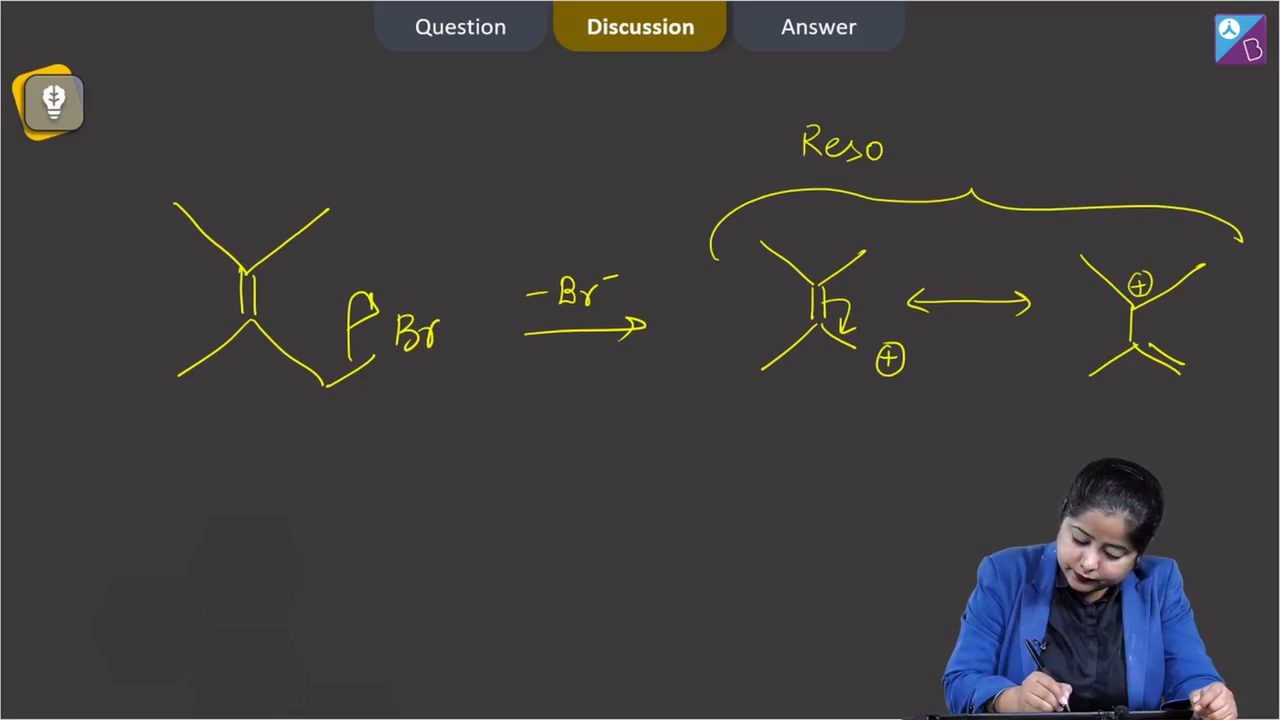 Question Discussion Answer
B
Reso
Br
− Br⁻
⊕
⊕